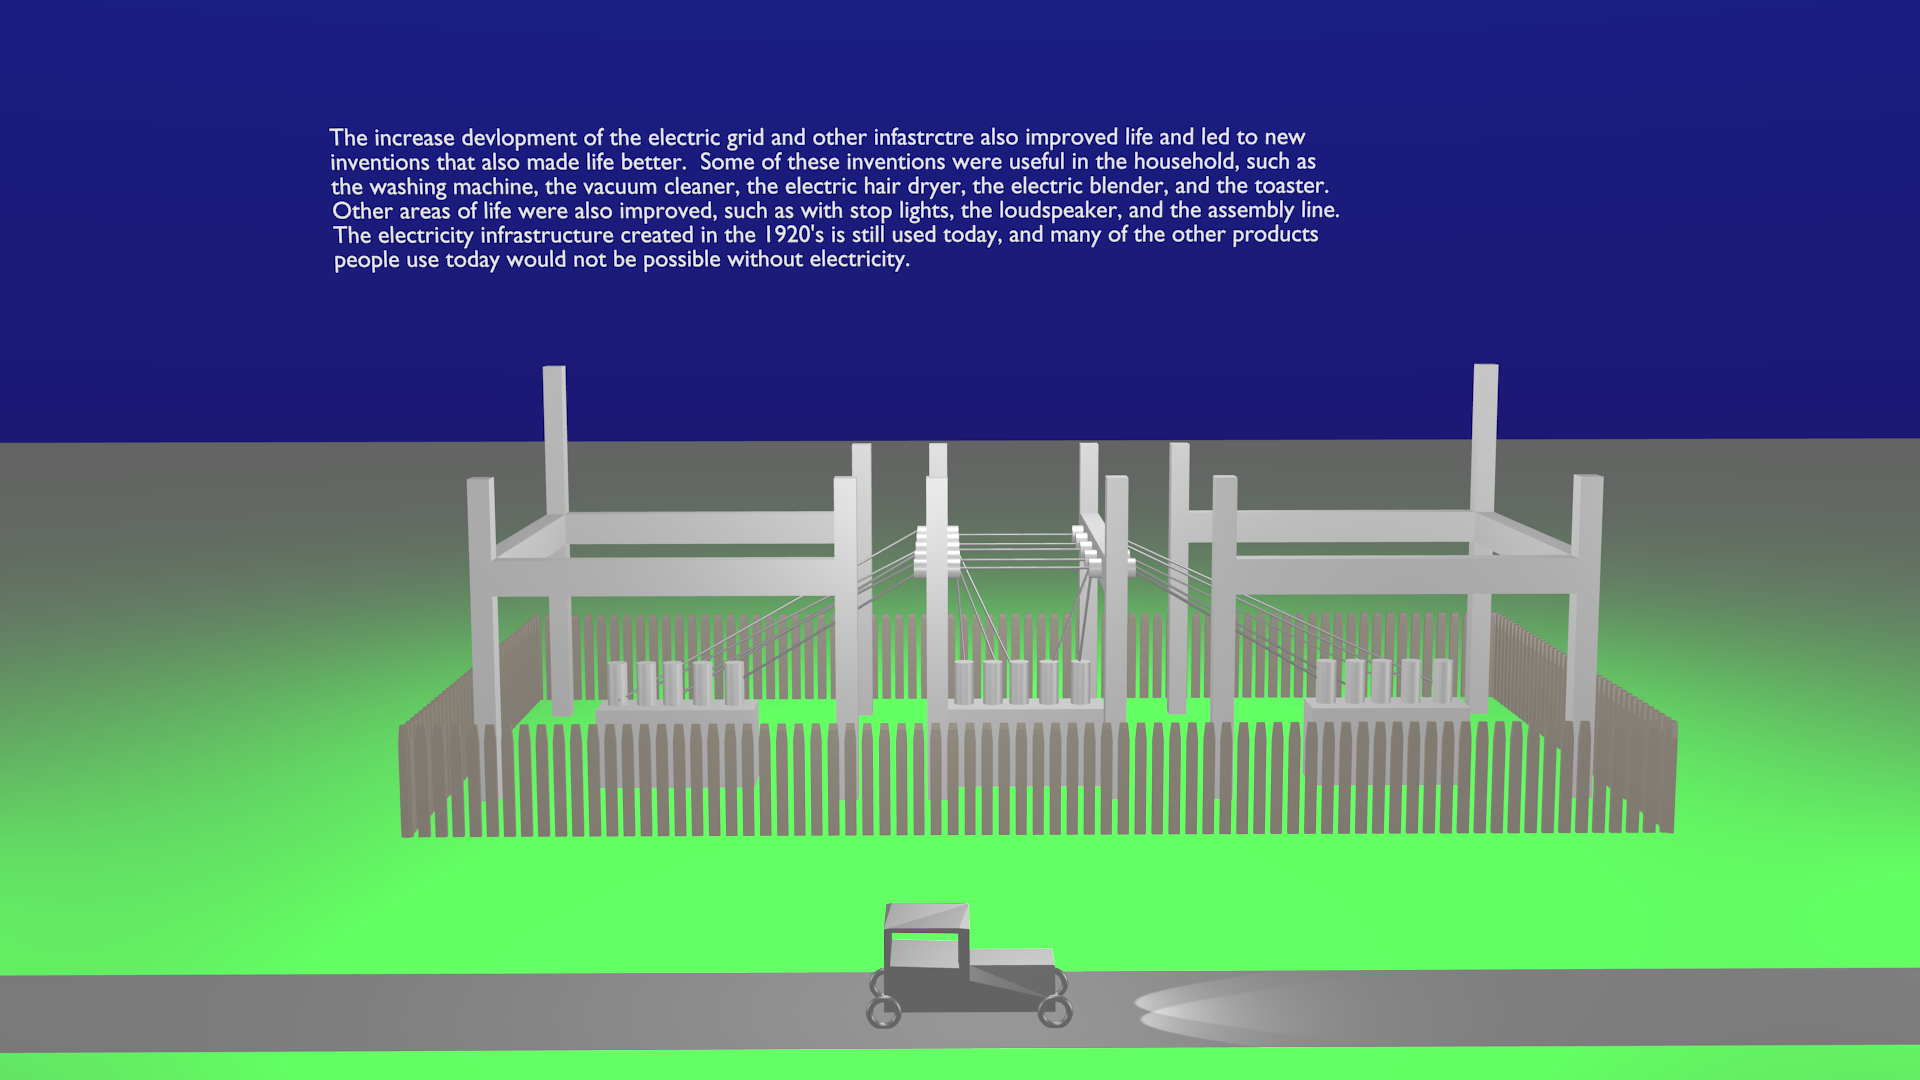 The increase devlopment of the electric grid and other infastrctre also improved life and led to new
inventions that also made life better.  Some of these inventions were useful in the household, such as
the washing machine, the vacuum cleaner, the electric hair dryer, the electric blender, and the toaster.
Other areas of life were also improved, such as with stop lights, the loudspeaker, and the assembly line.
The electricity infrastructure created in the 1920's is still used today, and many of the other products
people use today would not be possible without electricity.